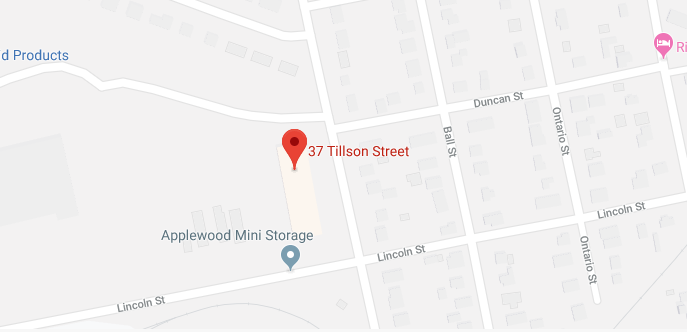 d Products
Ri
Duncan St
Ball St
Ontario St
37 Tillson Street
Lincoln St
Applewood Mini Storage
Lincoln St
Ontario St
Lincoln St